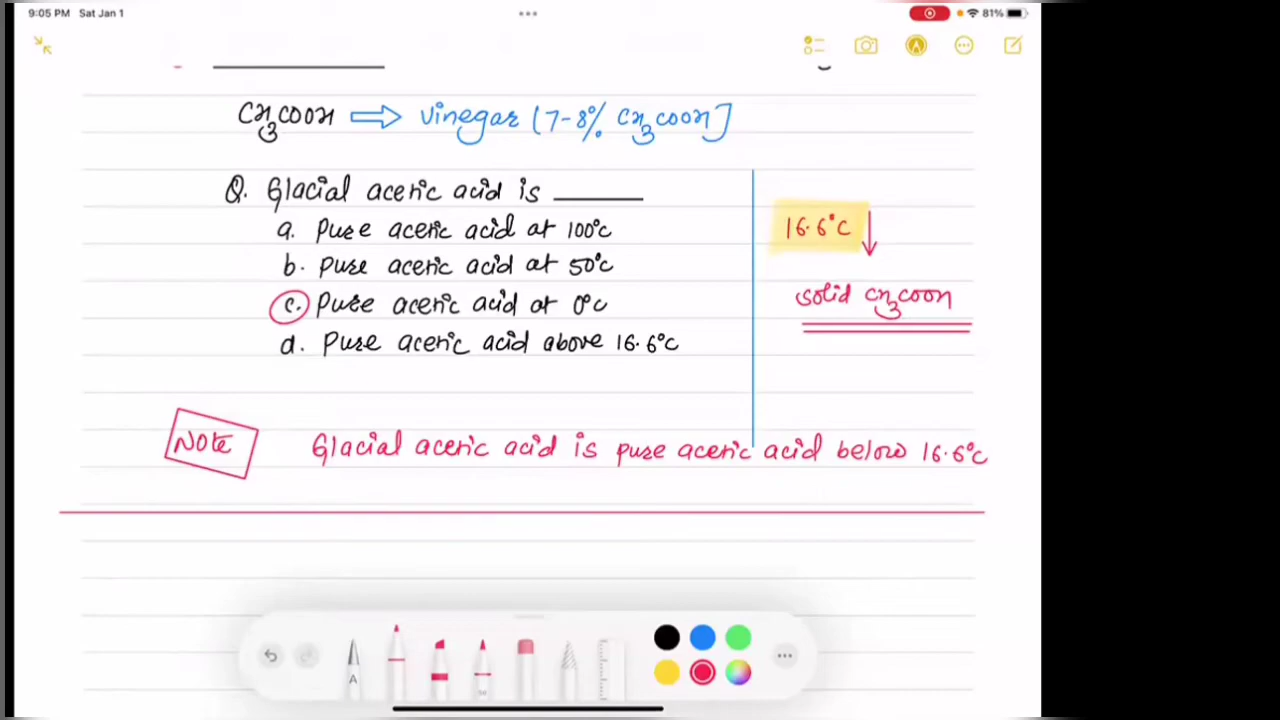 9:05 PM Sat Jan 1
81%
CH3COOH ⇒ vinegar [7-8% CH3COOH]
Q. Glacial acetic acid is ______
a. Pure acetic acid at 100°C
b. Pure acetic acid at 50°C
c. Pure acetic acid at 0°C
d. Pure acetic acid above 16.6°C
16.6°C ↓
solid CH3COOH
NOTE Glacial acetic acid is pure acetic acid below 16.6°C
A
50